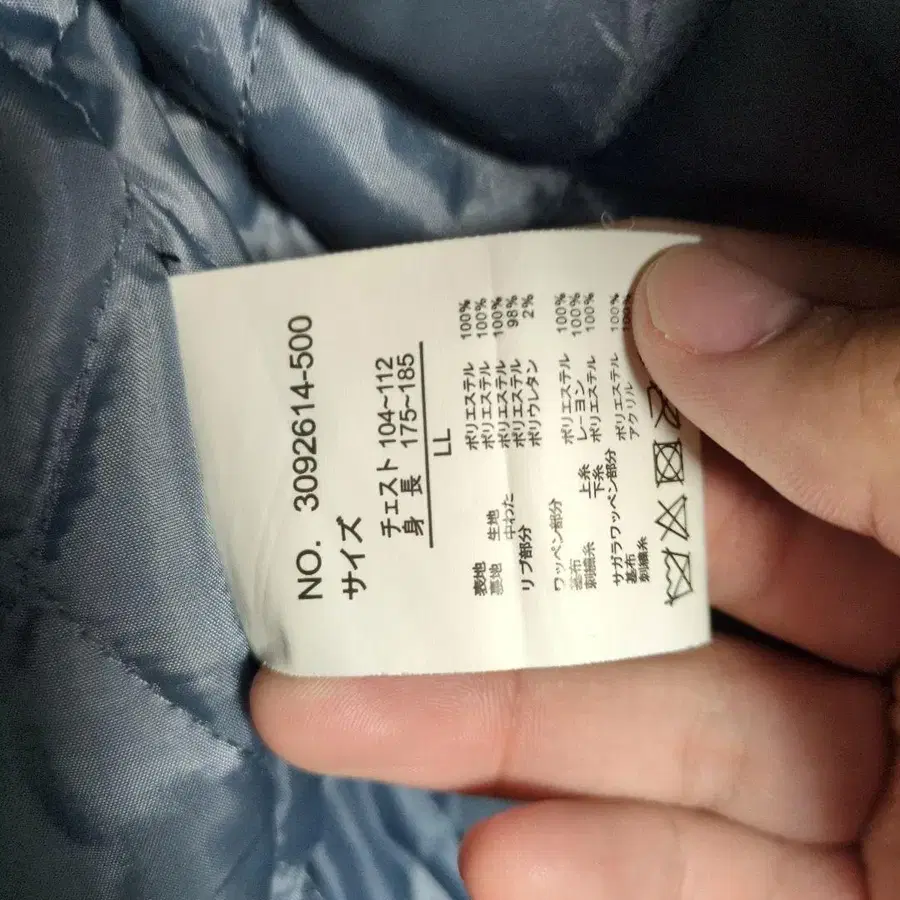 NO. 3092614-500
サイズ
チェスト 104~112
身 長 175~185
LL
表地 ポリエステル 100%
裏地 生地 ポリエステル 100%
中わた ポリエステル 100%
リブ部分 ポリエステル 98%
ポリウレタン 2%
ワッペン部分
基布 ポリエステル 100%
刺繍糸 上糸 レーヨン 100%
下糸 ポリエステル 100%
サガラワッペン部分
基布 ポリエステル 100%
刺繍糸 アクリル 100%